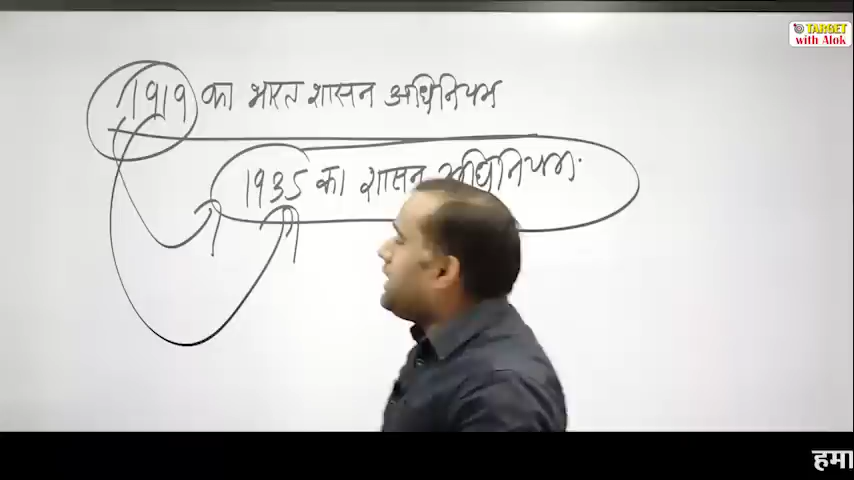 TARGET
with Alok
1919 का भारत शासन अधिनियम
1935 का शासन अधिनियम
हमा